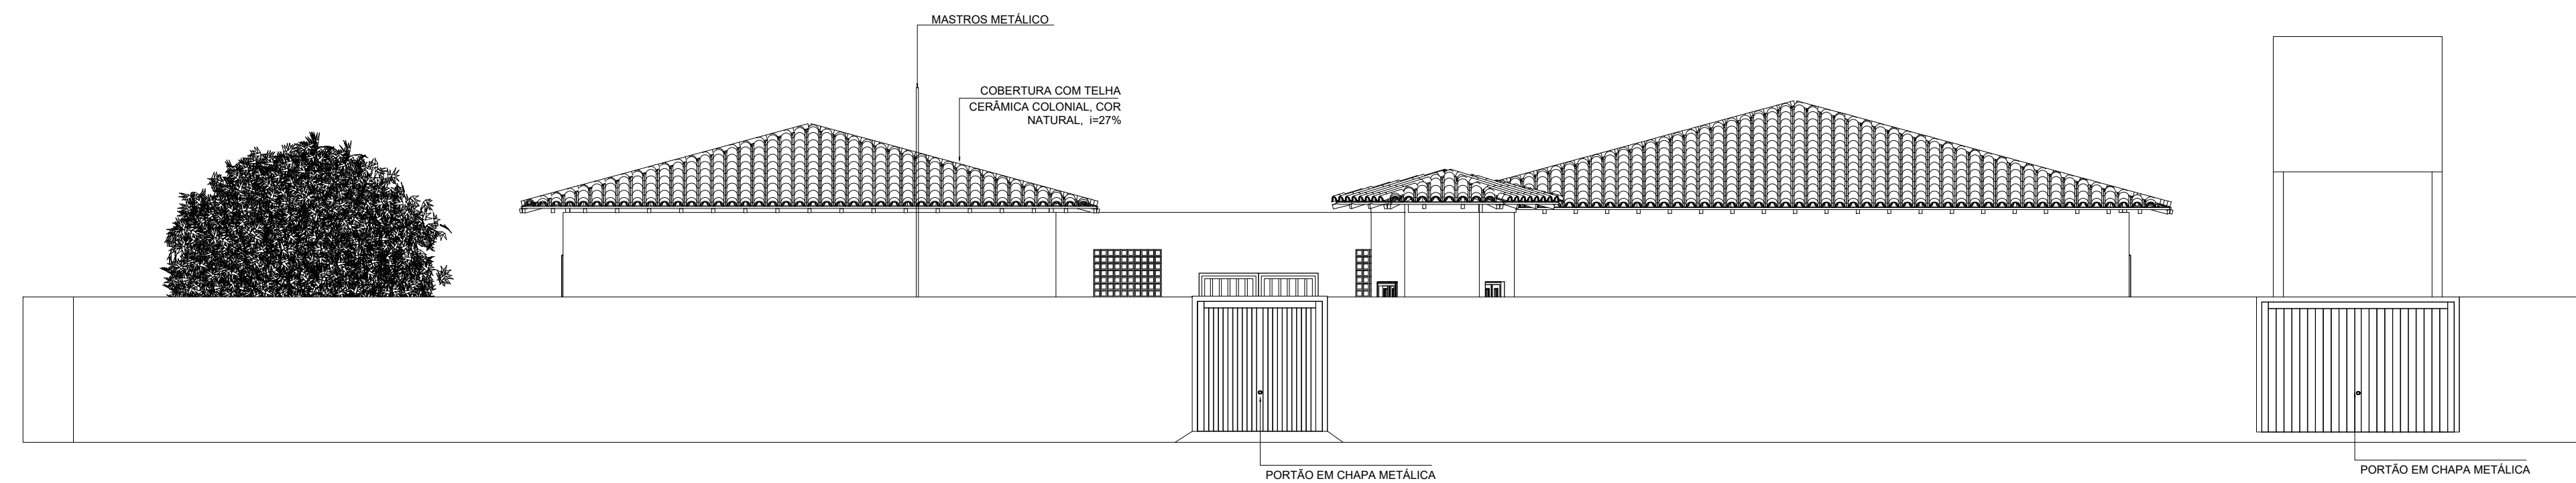 MASTROS METÁLICO
COBERTURA COM TELHA
CERÂMICA COLONIAL, COR
NATURAL, i=27%
PORTÃO EM CHAPA METÁLICA
PORTÃO EM CHAPA METÁLICA